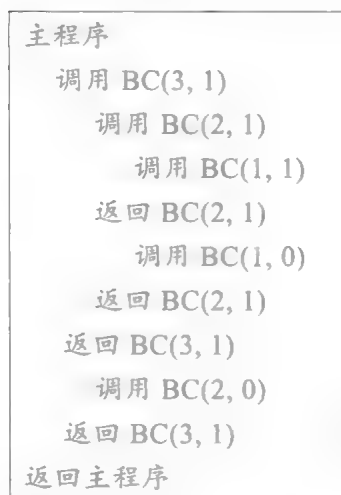 主程序
调用 BC(3, 1)
调用 BC(2, 1)
调用 BC(1, 1)
返回 BC(2, 1)
调用 BC(1, 0)
返回 BC(2, 1)
返回 BC(3, 1)
调用 BC(2, 0)
返回 BC(3, 1)
返回主程序